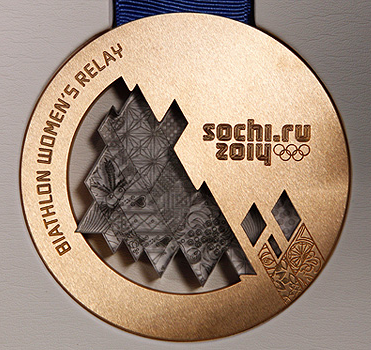 BIATHLON WOMEN'S RELAY
sochi.ru
2014